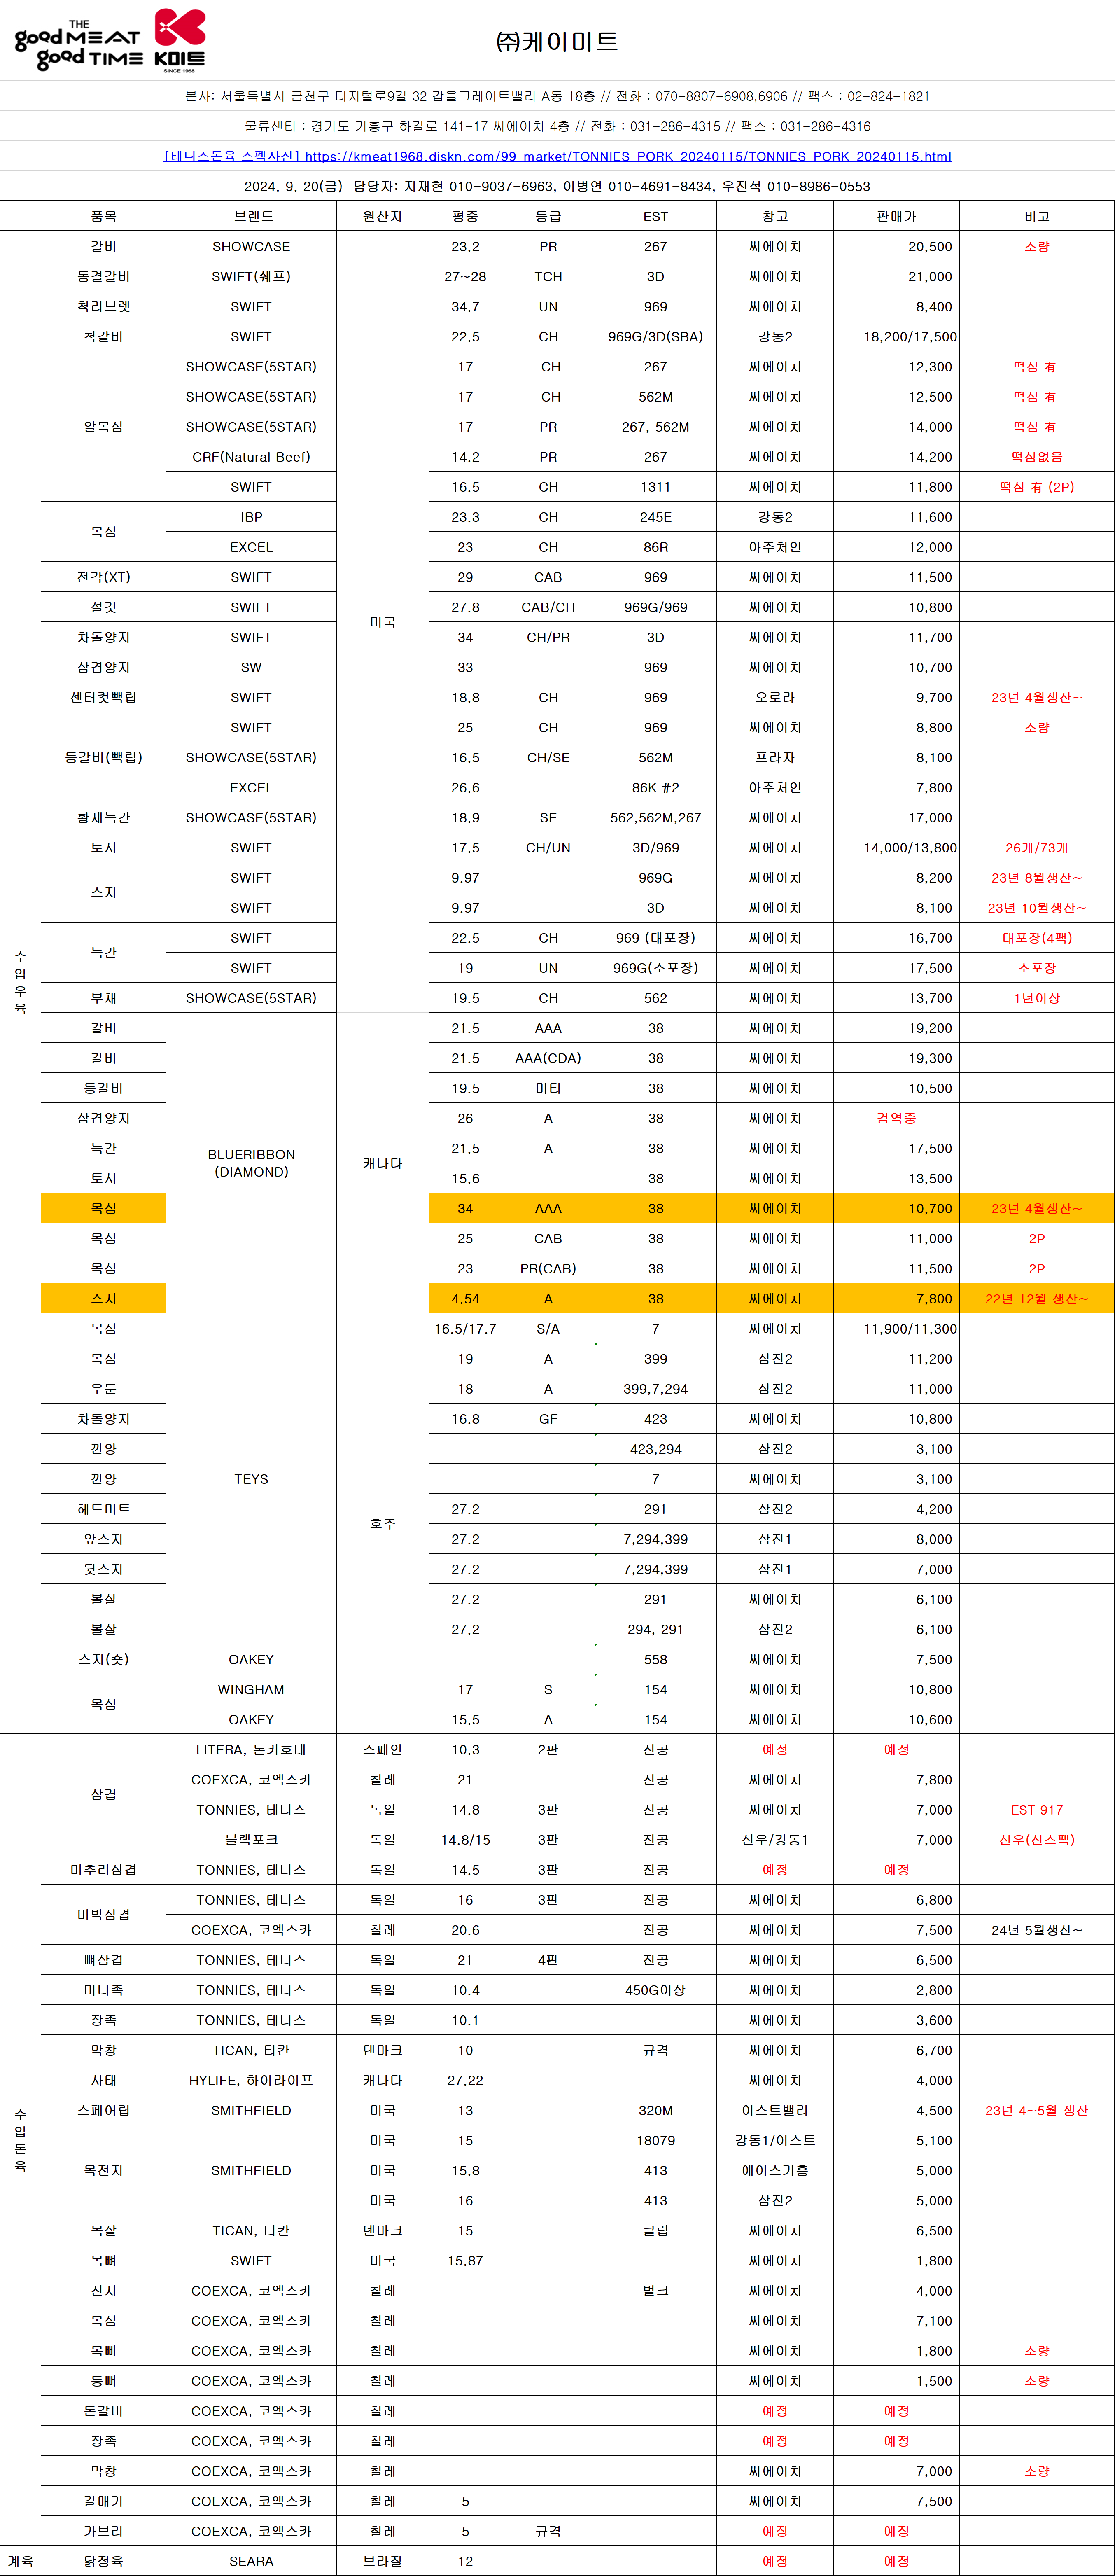 THE
good MEAT
good TIME K미트
SINCE 1968
㈜케이미트
본사: 서울특별시 금천구 디지털로9길 32 갑을그레이트밸리 A동 18층 // 전화 : 070-8807-6908,6906 // 팩스 : 02-824-1821
물류센터 : 경기도 기흥구 하갈로 141-17 씨에이치 4층 // 전화 : 031-286-4315 // 팩스 : 031-286-4316
[테니스돈육 스펙사진] https://kmeat1968.diskn.com/99_market/TONNIES_PORK_20240115/TONNIES_PORK_20240115.html
2024. 9. 20(금) 담당자: 지재현 010-9037-6963, 이병연 010-4691-8434, 우진석 010-8986-0553
품목 브랜드 원산지 평중 등급 EST 창고 판매가 비고
수입우육
갈비 SHOWCASE 23.2 PR 267 씨에이치 20,500 소량
동결갈비 SWIFT(쉐프) 27~28 TCH 3D 씨에이치 21,000
척리브렛 SWIFT 34.7 UN 969 씨에이치 8,400
척갈비 SWIFT 22.5 CH 969G/3D(SBA) 강동2 18,200/17,500
알목심 SHOWCASE(5STAR) 17 CH 267 씨에이치 12,300 떡심 有
SHOWCASE(5STAR) 17 CH 562M 씨에이치 12,500 떡심 有
SHOWCASE(5STAR) 17 PR 267, 562M 씨에이치 14,000 떡심 有
CRF(Natural Beef) 14.2 PR 267 씨에이치 14,200 떡심없음
SWIFT 16.5 CH 1311 씨에이치 11,800 떡심 有 (2P)
목심 IBP 23.3 CH 245E 강동2 11,600
EXCEL 23 CH 86R 아주처인 12,000
전각(XT) SWIFT 29 CAB 969 씨에이치 11,500
설깃 SWIFT 미국 27.8 CAB/CH 969G/969 씨에이치 10,800
차돌양지 SWIFT 34 CH/PR 3D 씨에이치 11,700
삼겹양지 SW 33 969 씨에이치 10,700
센터컷빽립 SWIFT 18.8 CH 969 오로라 9,700 23년 4월생산~
등갈비(빽립) SWIFT 25 CH 969 씨에이치 8,800 소량
SHOWCASE(5STAR) 16.5 CH/SE 562M 프라자 8,100
EXCEL 26.6 86K #2 아주처인 7,800
황제늑간 SHOWCASE(5STAR) 18.9 SE 562,562M,267 씨에이치 17,000
토시 SWIFT 17.5 CH/UN 3D/969 씨에이치 14,000/13,800 26개/73개
스지 SWIFT 9.97 969G 씨에이치 8,200 23년 8월생산~
SWIFT 9.97 3D 씨에이치 8,100 23년 10월생산~
늑간 SWIFT 22.5 CH 969 (대포장) 씨에이치 16,700 대포장(4팩)
SWIFT 19 UN 969G(소포장) 씨에이치 17,500 소포장
부채 SHOWCASE(5STAR) 19.5 CH 562 씨에이치 13,700 1년이상
갈비 21.5 AAA 38 씨에이치 19,200
갈비 21.5 AAA(CDA) 38 씨에이치 19,300
등갈비 19.5 미티 38 씨에이치 10,500
삼겹양지 26 A 38 씨에이치 검역중
늑간 BLUERIBBON (DIAMOND) 캐나다 21.5 A 38 씨에이치 17,500
토시 15.6 38 씨에이치 13,500
목심 34 AAA 38 씨에이치 10,700 23년 4월생산~
목심 25 CAB 38 씨에이치 11,000 2P
목심 23 PR(CAB) 38 씨에이치 11,500 2P
스지 4.54 A 38 씨에이치 7,800 22년 12월 생산~
목심 16.5/17.7 S/A 7 씨에이치 11,900/11,300
목심 19 A 399 삼진2 11,200
우둔 18 A 399,7,294 삼진2 11,000
차돌양지 16.8 GF 423 씨에이치 10,800
깐양 423,294 삼진2 3,100
깐양 TEYS 호주 7 씨에이치 3,100
헤드미트 27.2 291 삼진2 4,200
앞스지 27.2 7,294,399 삼진1 8,000
뒷스지 27.2 7,294,399 삼진1 7,000
볼살 27.2 291 씨에이치 6,100
볼살 27.2 294, 291 삼진2 6,100
스지(숏) OAKEY 558 씨에이치 7,500
목심 WINGHAM 17 S 154 씨에이치 10,800
OAKEY 15.5 A 154 씨에이치 10,600
수입돈육
삼겹 LITERA, 돈키호테 스페인 10.3 2판 진공 예정 예정
COEXCA, 코엑스카 칠레 21 진공 씨에이치 7,800
TONNIES, 테니스 독일 14.8 3판 진공 씨에이치 7,000 EST 917
블랙포크 독일 14.8/15 3판 진공 신우/강동1 7,000 신우(신스펙)
미추리삼겹 TONNIES, 테니스 독일 14.5 3판 진공 예정 예정
미박삼겹 TONNIES, 테니스 독일 16 3판 진공 씨에이치 6,800
COEXCA, 코엑스카 칠레 20.6 진공 씨에이치 7,500 24년 5월생산~
뼈삼겹 TONNIES, 테니스 독일 21 4판 진공 씨에이치 6,500
미니족 TONNIES, 테니스 독일 10.4 450G이상 씨에이치 2,800
장족 TONNIES, 테니스 독일 10.1 씨에이치 3,600
막창 TICAN, 티칸 덴마크 10 규격 씨에이치 6,700
사태 HYLIFE, 하이라이프 캐나다 27.22 씨에이치 4,000
스페어립 SMITHFIELD 미국 13 320M 이스트밸리 4,500 23년 4~5월 생산
목전지 SMITHFIELD 미국 15 18079 강동1/이스트 5,100
미국 15.8 413 에이스기흥 5,000
미국 16 413 삼진2 5,000
목살 TICAN, 티칸 덴마크 15 클립 씨에이치 6,500
목뼈 SWIFT 미국 15.87 씨에이치 1,800
전지 COEXCA, 코엑스카 칠레 벌크 씨에이치 4,000
목심 COEXCA, 코엑스카 칠레 씨에이치 7,100
목뼈 COEXCA, 코엑스카 칠레 씨에이치 1,800 소량
등뼈 COEXCA, 코엑스카 칠레 씨에이치 1,500 소량
돈갈비 COEXCA, 코엑스카 칠레 예정 예정
장족 COEXCA, 코엑스카 칠레 예정 예정
막창 COEXCA, 코엑스카 칠레 씨에이치 7,000 소량
갈매기 COEXCA, 코엑스카 칠레 5 씨에이치 7,500
가브리 COEXCA, 코엑스카 칠레 5 규격 예정 예정
계육 닭정육 SEARA 브라질 12 예정 예정